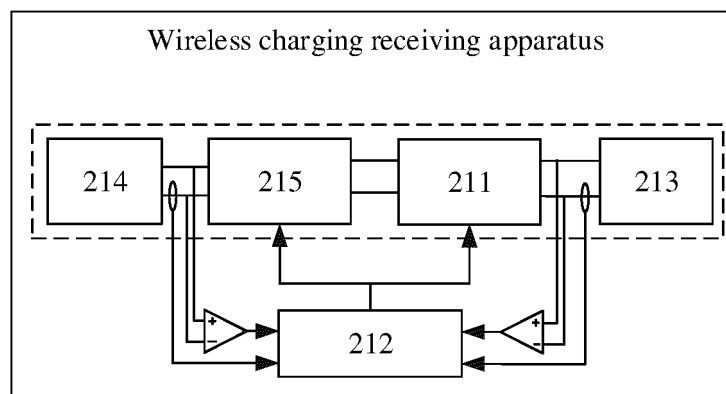 Wireless charging receiving apparatus
214 215 211 213
+ +
− −
212